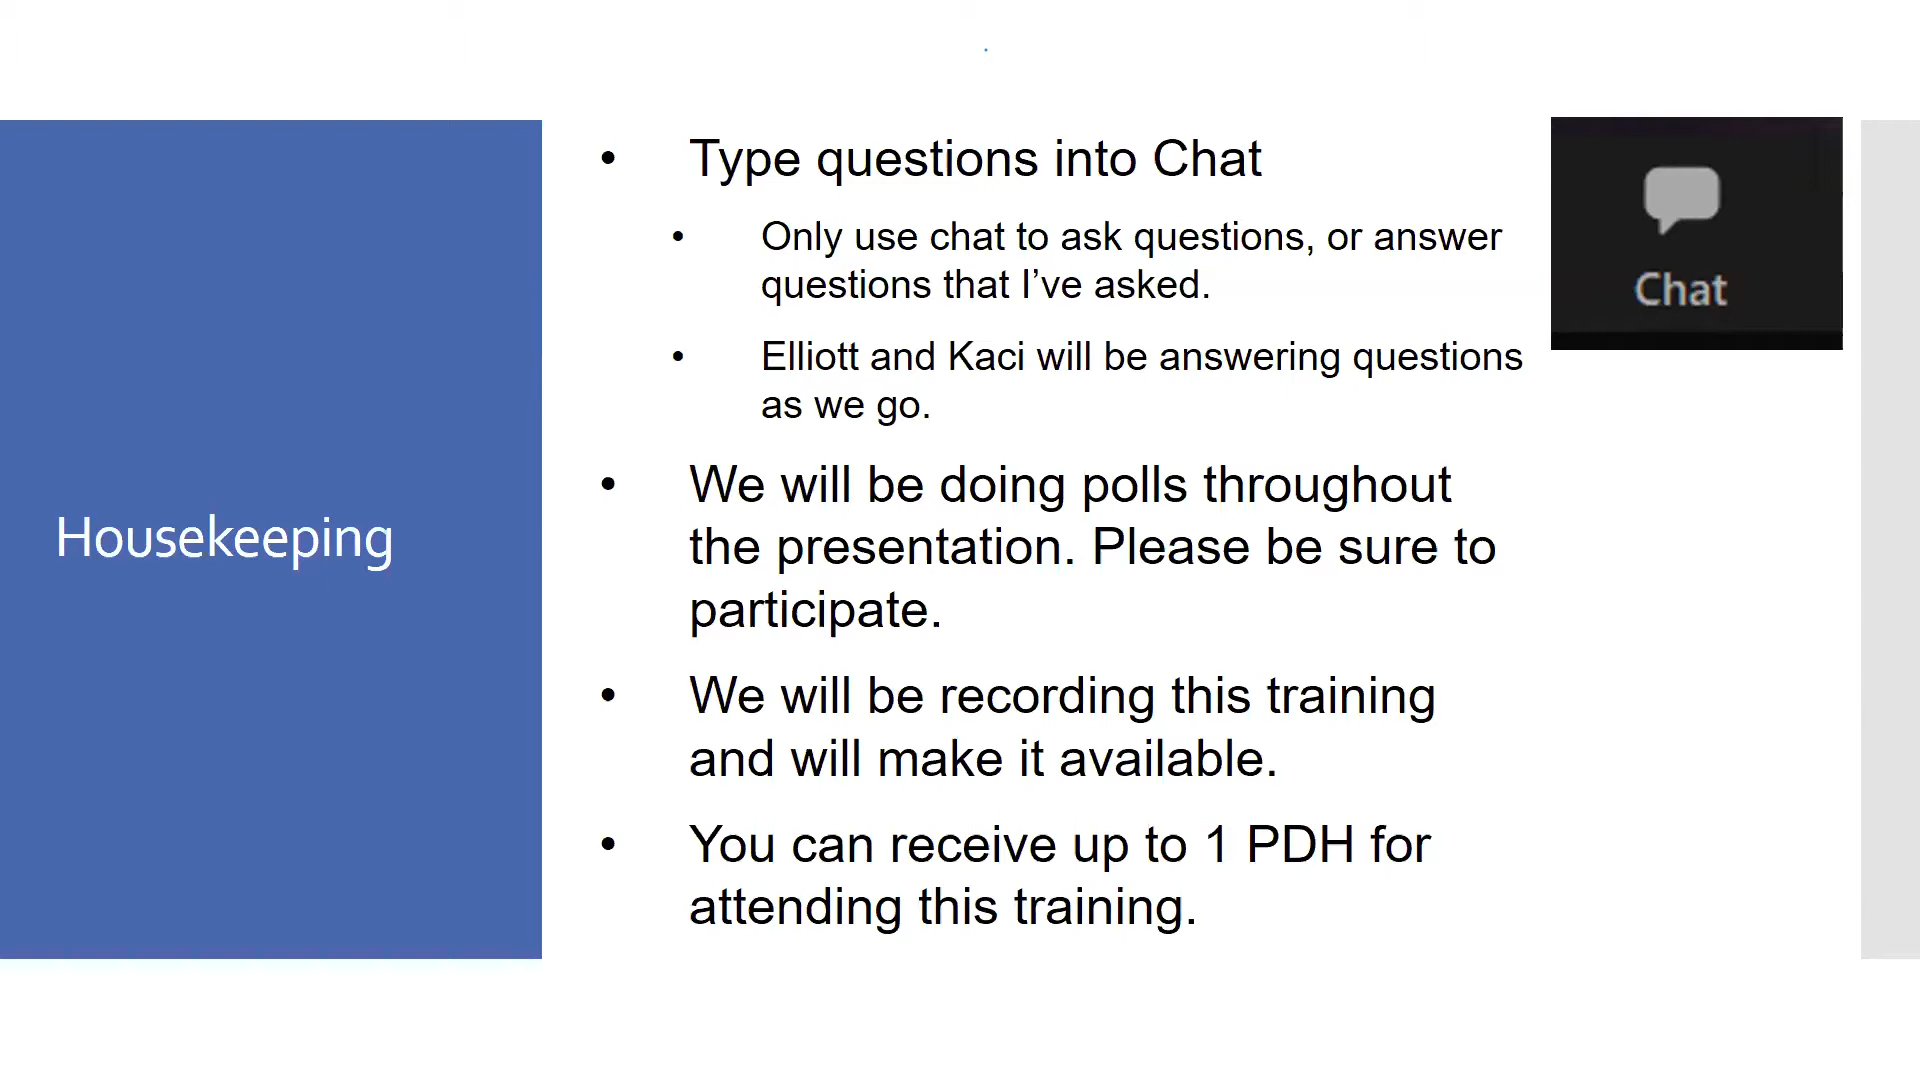 Housekeeping
• Type questions into Chat
• Only use chat to ask questions, or answer
questions that I’ve asked.
• Elliott and Kaci will be answering questions
as we go.
• We will be doing polls throughout
the presentation. Please be sure to
participate.
• We will be recording this training
and will make it available.
• You can receive up to 1 PDH for
attending this training.
Chat